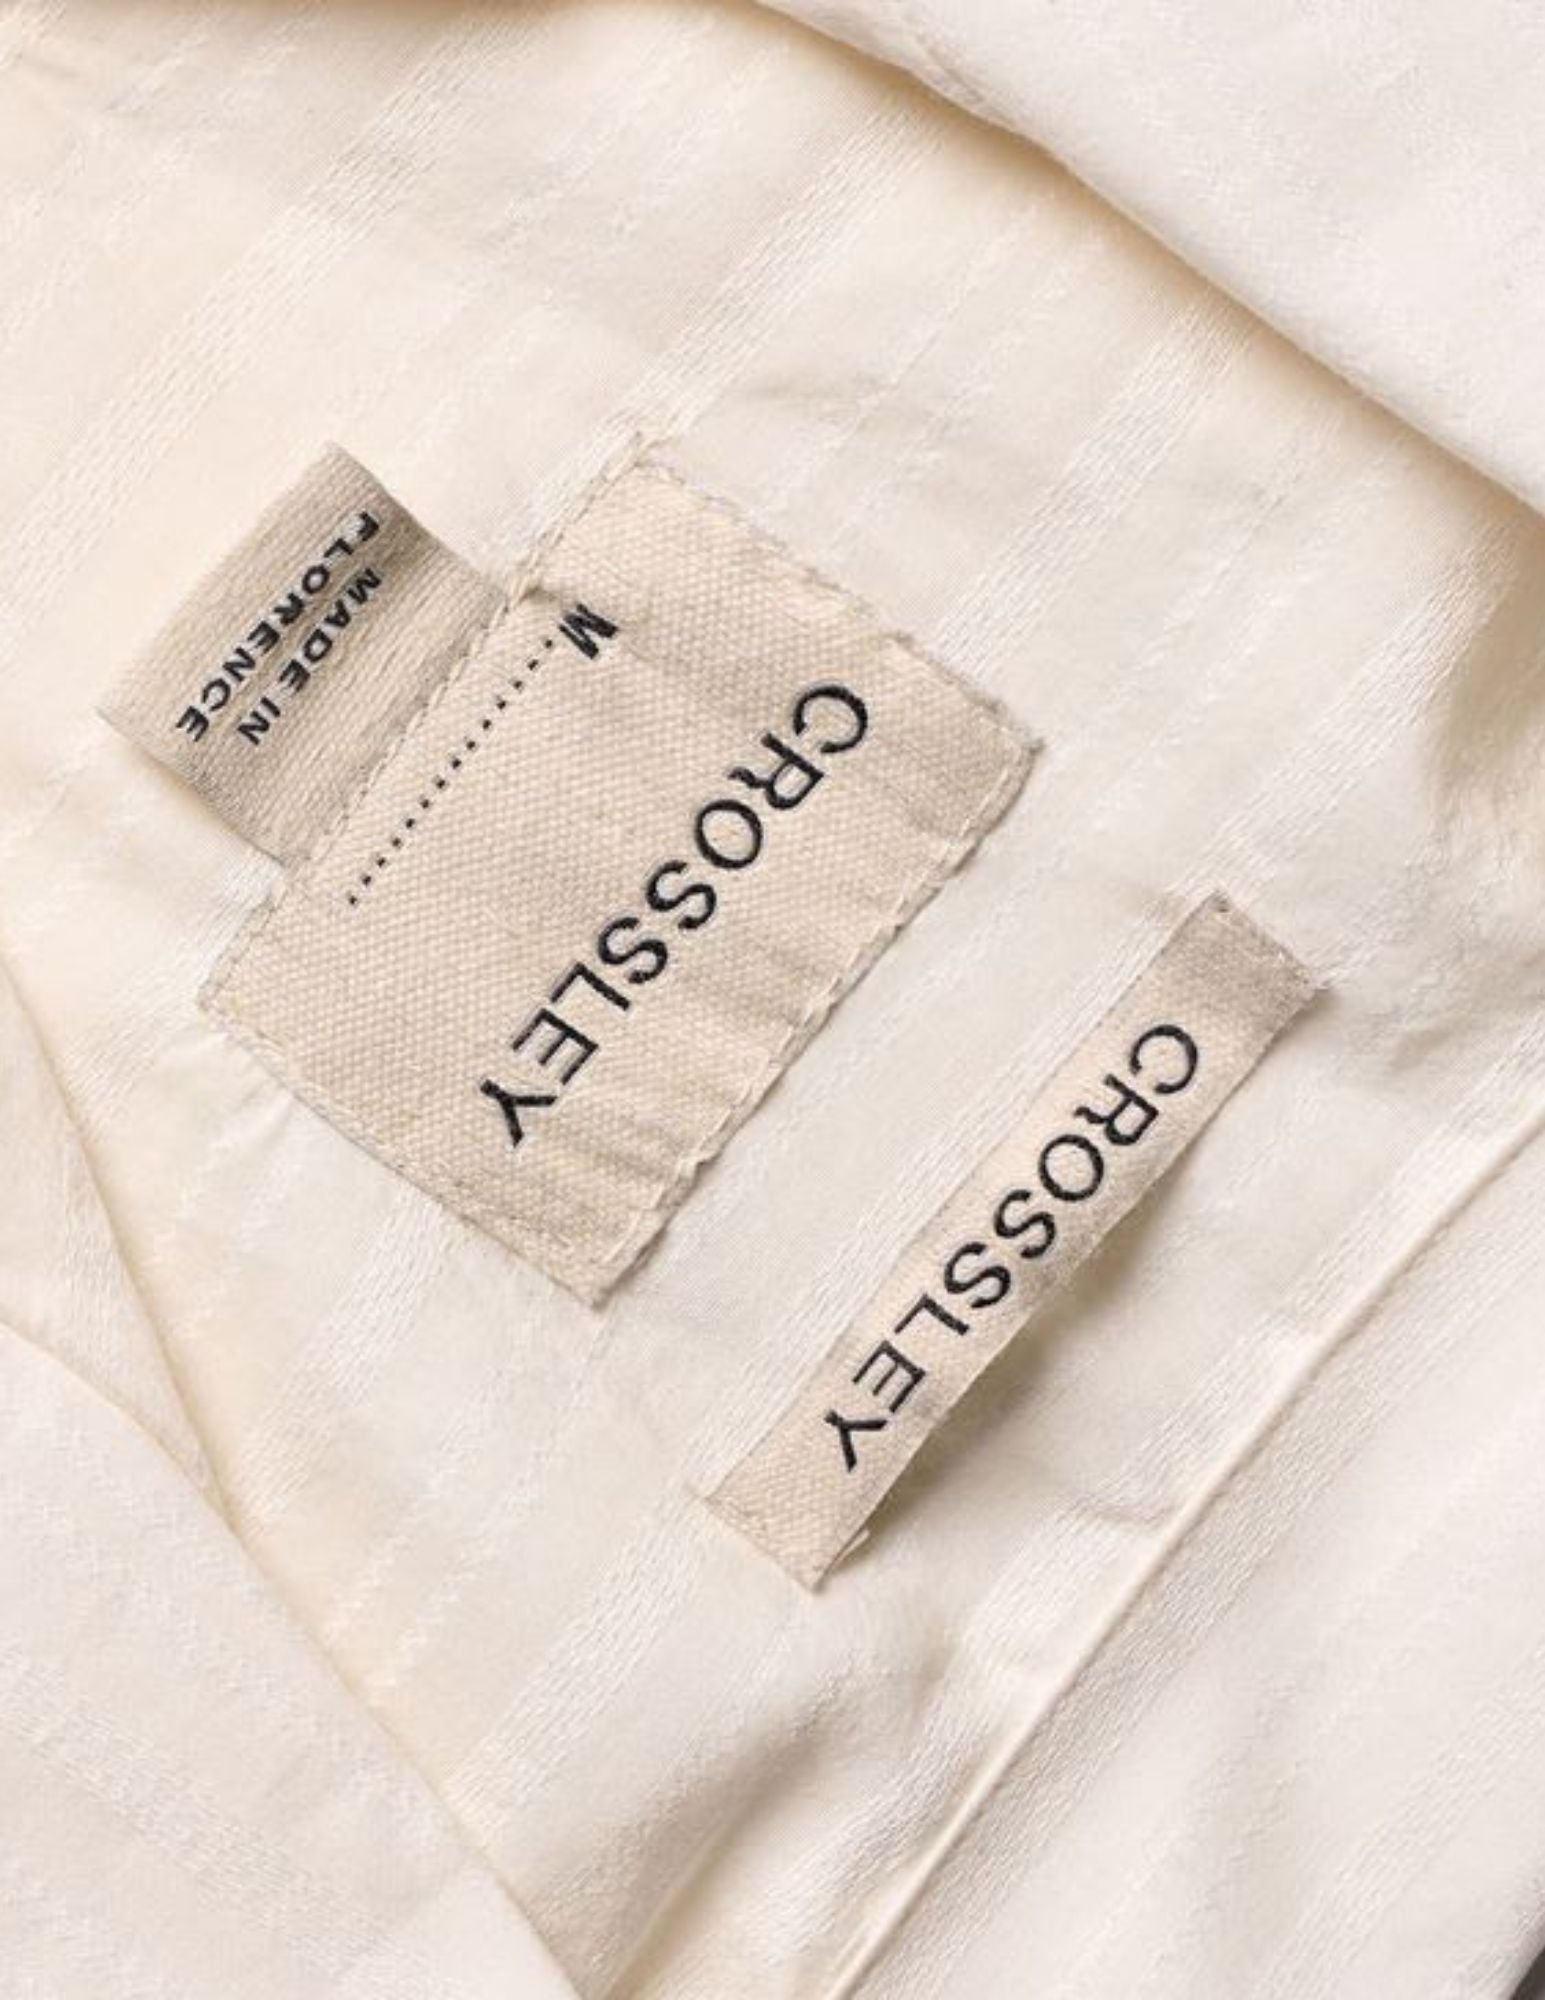 CROSSLEY
M....................
MADE IN
FLORENCE
CROSSLEY